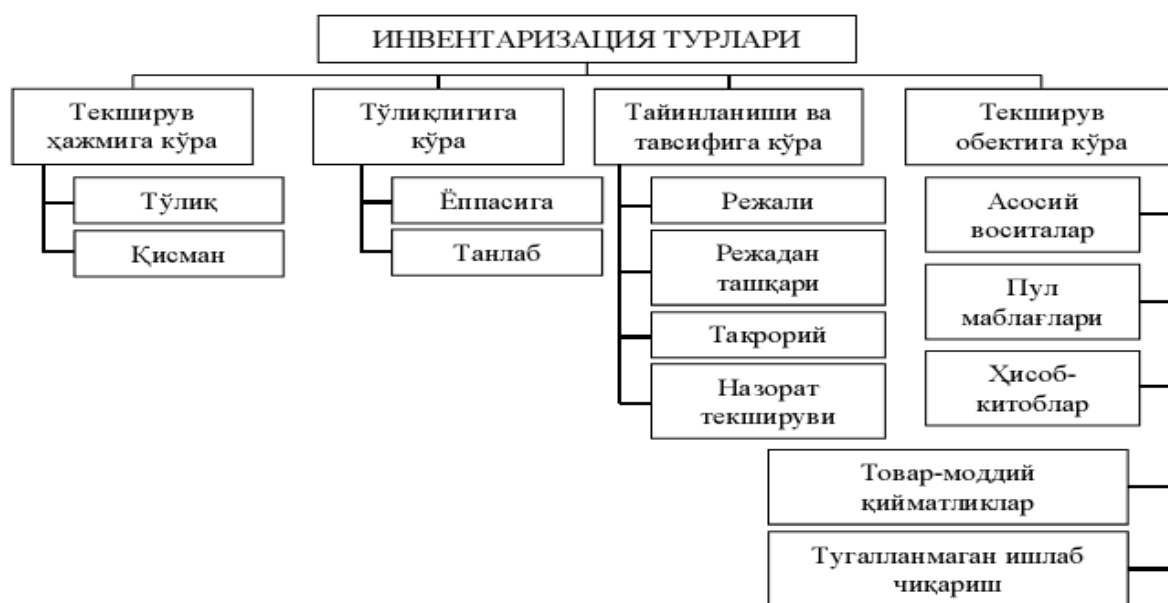 ИНВЕНТАРИЗАЦИЯ ТУРЛАРИ
Текширув
ҳажмига кўра
Тўлиқ
Қисман
Тўлиқлигига
кўра
Ёппасига
Танлаб
Тайинланиши ва
тавсифига кўра
Режали
Режадан
ташқари
Такрорий
Назорат
текшируви
Текширув
обектига кўра
Асосий
воситалар
Пул
маблағлари
Ҳисоб-
китоблар
Товар-моддий
қийматликлар
Тугалланмаган ишлаб
чиқариш